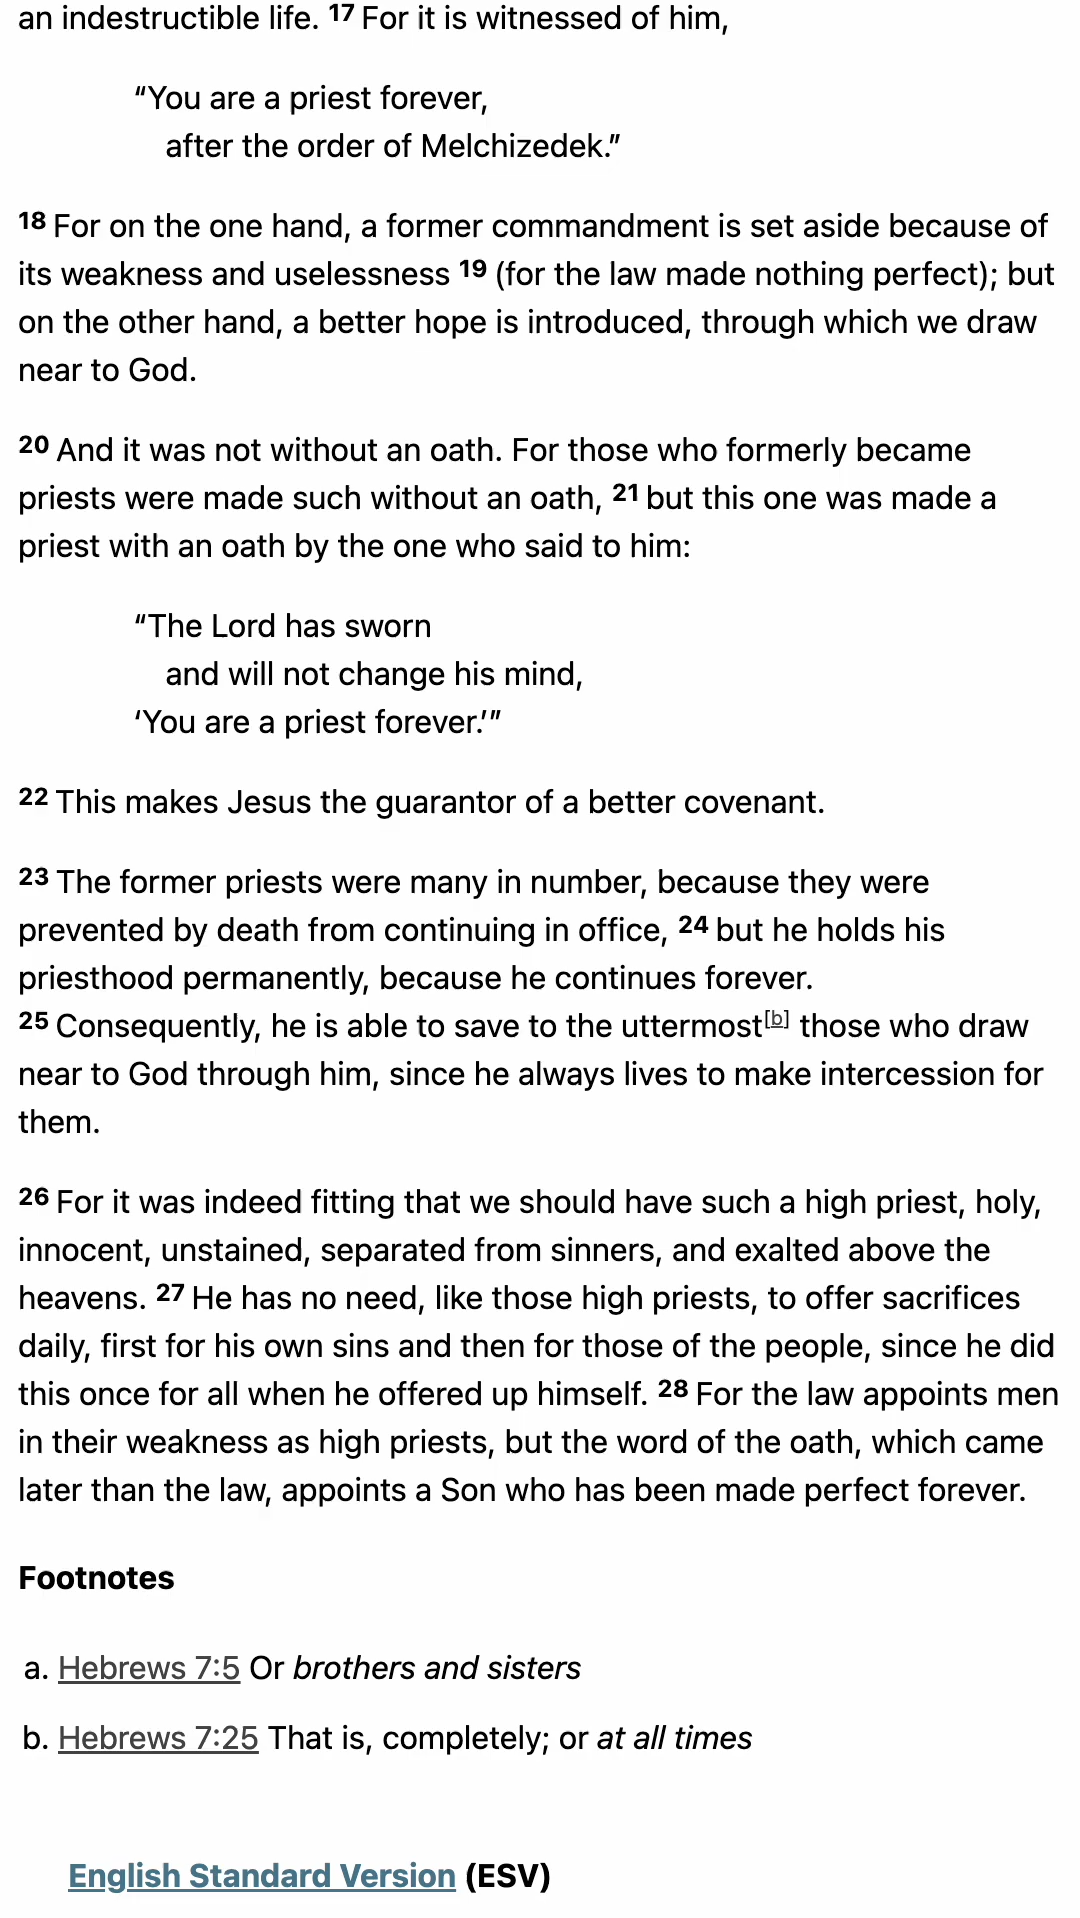 an indestructible life. 17 For it is witnessed of him,
“You are a priest forever,
after the order of Melchizedek.”
18 For on the one hand, a former commandment is set aside because of
its weakness and uselessness 19 (for the law made nothing perfect); but
on the other hand, a better hope is introduced, through which we draw
near to God.
20 And it was not without an oath. For those who formerly became
priests were made such without an oath, 21 but this one was made a
priest with an oath by the one who said to him:
“The Lord has sworn
and will not change his mind,
‘You are a priest forever.’”
22 This makes Jesus the guarantor of a better covenant.
23 The former priests were many in number, because they were
prevented by death from continuing in office, 24 but he holds his
priesthood permanently, because he continues forever.
25 Consequently, he is able to save to the uttermost[b] those who draw
near to God through him, since he always lives to make intercession for
them.
26 For it was indeed fitting that we should have such a high priest, holy,
innocent, unstained, separated from sinners, and exalted above the
heavens. 27 He has no need, like those high priests, to offer sacrifices
daily, first for his own sins and then for those of the people, since he did
this once for all when he offered up himself. 28 For the law appoints men
in their weakness as high priests, but the word of the oath, which came
later than the law, appoints a Son who has been made perfect forever.
Footnotes
a. Hebrews 7:5 Or brothers and sisters
b. Hebrews 7:25 That is, completely; or at all times
English Standard Version (ESV)